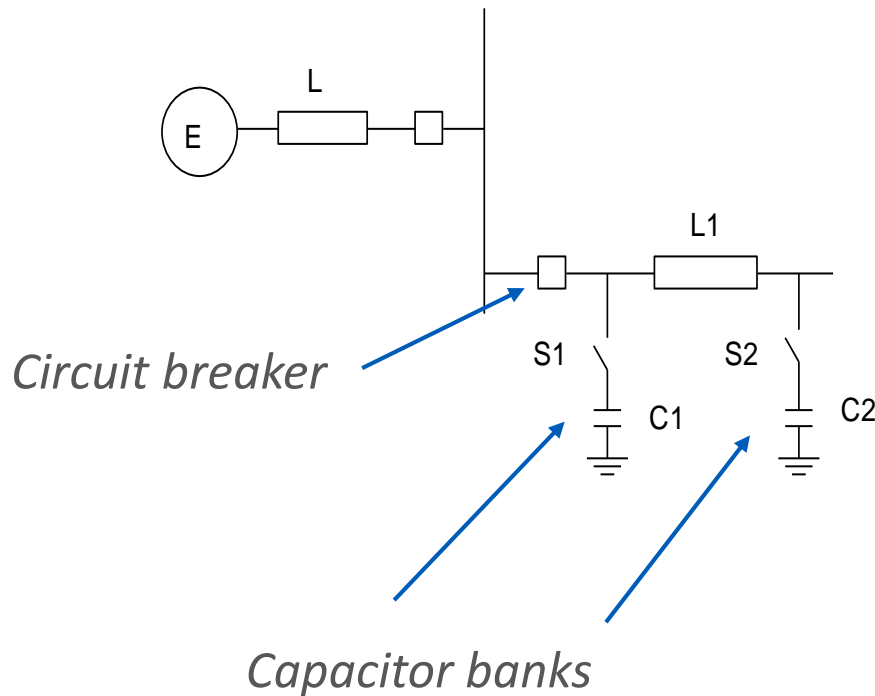 L
E
L1
Circuit breaker
S1
S2
C1
C2
Capacitor banks